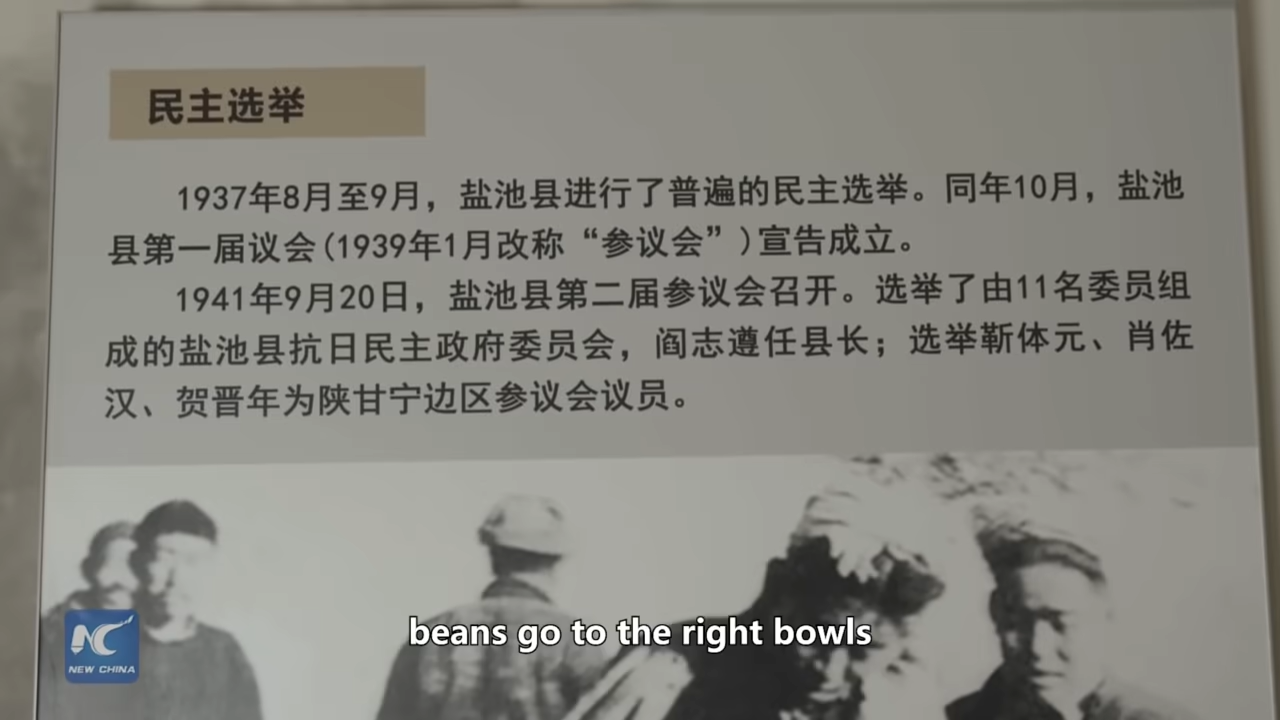 民主选举
1937年8月至9月，盐池县进行了普遍的民主选举。同年10月，盐池
县第一届议会(1939年1月改称“参议会”)宣告成立。
1941年9月20日，盐池县第二届参议会召开。选举了由11名委员组
成的盐池县抗日民主政府委员会，阎志遵任县长；选举靳体元、肖佐
汉、贺晋年为陕甘宁边区参议会议员。
beans go to the right bowls
NC
NEW CHINA